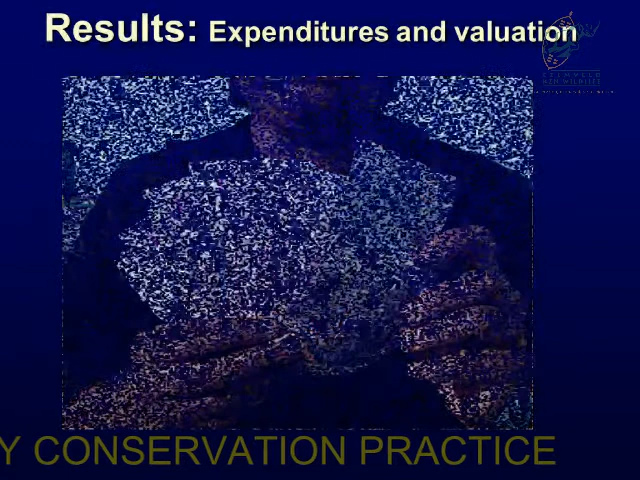 Results: Expenditures and valuation
Y CONSERVATION PRACTICE